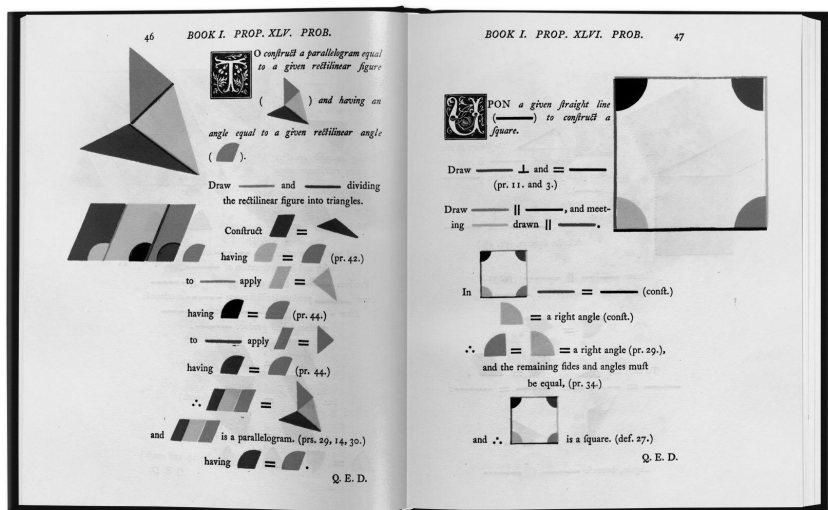 46 BOOK I. PROP. XLV. PROB.
TO conſtruct a parallelogram equal
to a given rectilinear figure
( ) and having an
angle equal to a given rectilinear angle
( ).
Draw and dividing
the rectilinear figure into triangles.
Conſtruct =
having = (pr. 42.)
to apply =
having = (pr. 44.)
to apply =
having = (pr. 44.)
∴ =
and is a parallelogram. (prs. 29, 14, 30.)
having = .
Q. E. D.
BOOK I. PROP. XLVI. PROB. 47
UPON a given ſtraight line
( ) to conſtruct a
ſquare.
Draw ⊥ and =
(pr. 11. and 3.)
Draw ||, and meet-
ing drawn || .
In = (conſt.)
= a right angle (conſt.)
∴ = = a right angle (pr. 29.),
and the remaining ſides and angles muſt
be equal, (pr. 34.)
and ∴ is a ſquare. (def. 27.)
Q. E. D.